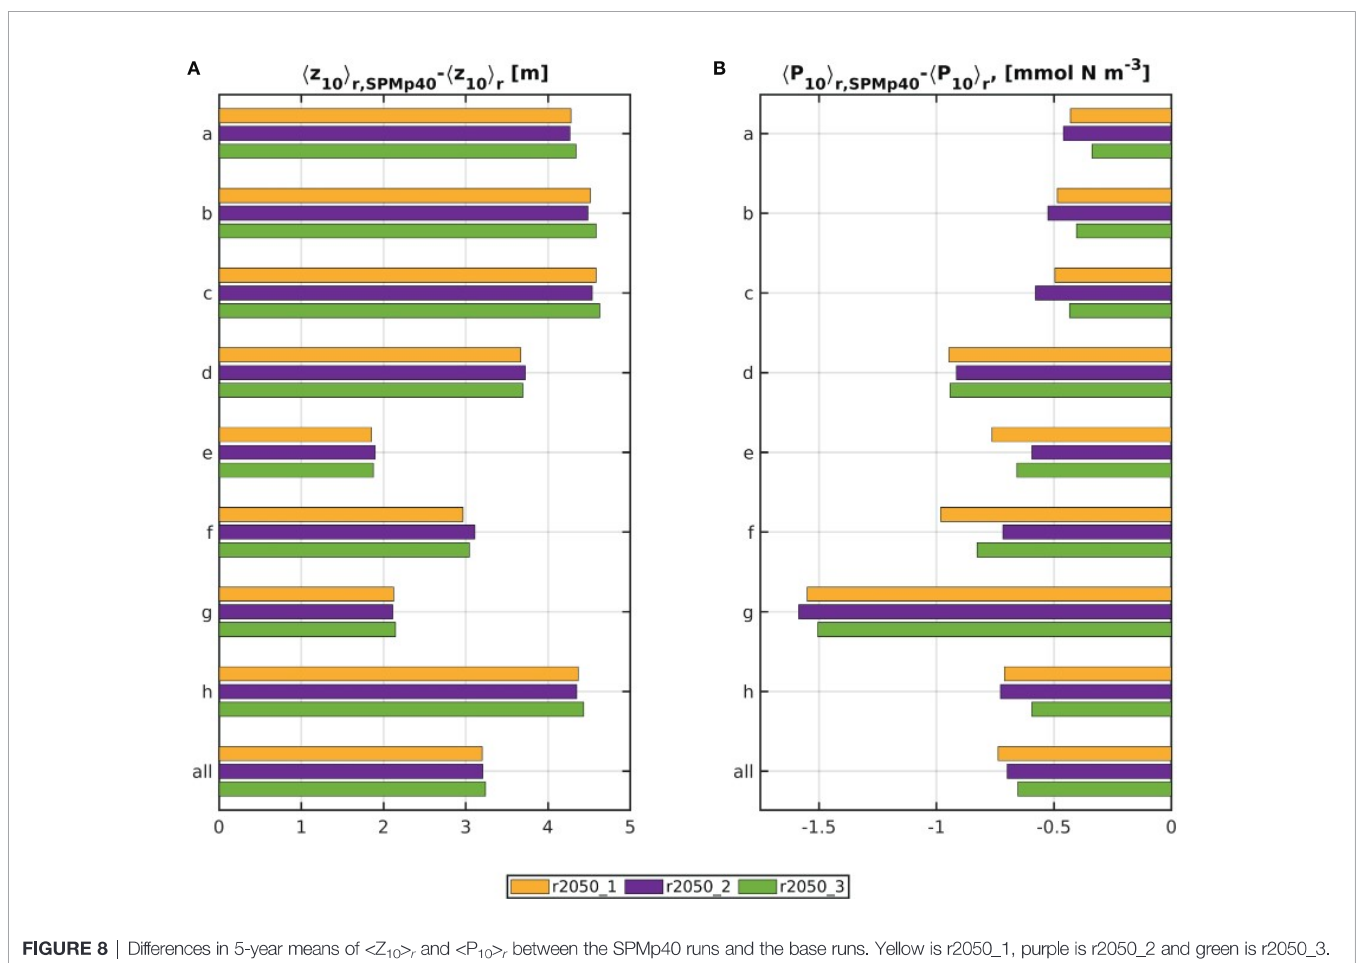 A
⟨z10⟩r,SPMp40-⟨z10⟩r [m]
a
b
c
d
e
f
g
h
all
0 1 2 3 4 5
B
⟨P10⟩r,SPMp40-⟨P10⟩r, [mmol N m-3]
a
b
c
d
e
f
g
h
all
-1.5 -1 -0.5 0
r2050_1 r2050_2 r2050_3
FIGURE 8 | Differences in 5-year means of <Z10>r and <P10>r between the SPMp40 runs and the base runs. Yellow is r2050_1, purple is r2050_2 and green is r2050_3.